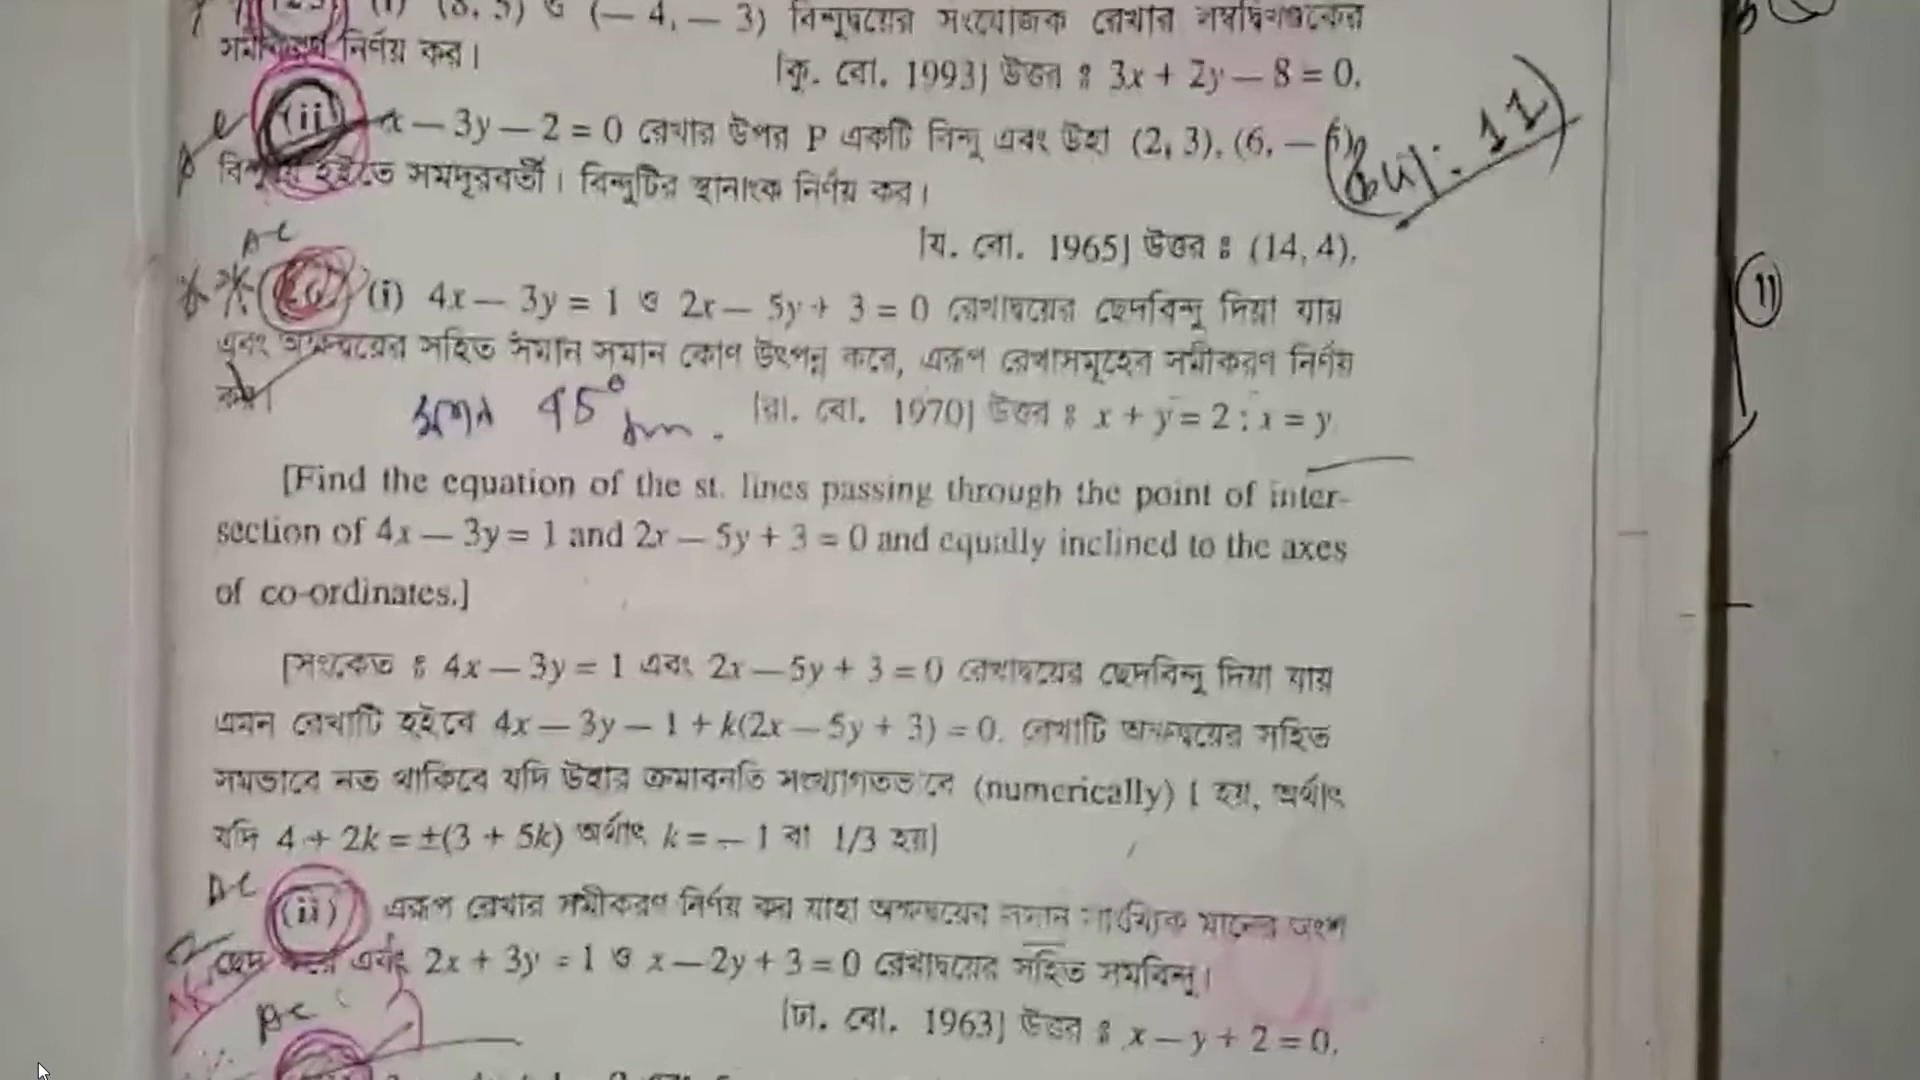 (i) (8, 5) ও (– 4, – 3) বিন্দুদ্বয়ের সংযোজক রেখার লম্বদ্বিখণ্ডকের
সমীকরণ নির্ণয় কর।
[কু. বো. 1993] উত্তর ঃ 3x + 2y – 8 = 0.
(ii) x – 3y – 2 = 0 রেখার উপর P একটি বিন্দু এবং উহা (2, 3), (6, –
বিন্দুদ্বয় হইতে সমদূরবর্তী। বিন্দুটির স্থানাংক নির্ণয় কর।
[য. বো. 1965] উত্তর ঃ (14, 4).
(i) 4x – 3y = 1 ও 2x – 5y + 3 = 0 রেখাদ্বয়ের ছেদবিন্দু দিয়া যায়
এবং অক্ষদ্বয়ের সহিত সমান সমান কোণ উৎপন্ন করে, এরূপ রেখাসমূহের সমীকরণ নির্ণয়
কর।
45°
[রা. বো. 1970] উত্তর ঃ x + y = 2 ; x = y
[Find the equation of the st. lines passing through the point of inter-
section of 4x – 3y = 1 and 2x – 5y + 3 = 0 and equally inclined to the axes
of co-ordinates.]
[সংকেত ঃ 4x – 3y = 1 এবং 2x – 5y + 3 = 0 রেখাদ্বয়ের ছেদবিন্দু দিয়া যায়
এমন রেখাটি হইবে 4x – 3y – 1 + k(2x – 5y + 3) = 0. রেখাটি অক্ষদ্বয়ের সহিত
সমভাবে নত থাকিবে যদি উহার ক্রমাবনতি সংখ্যাগতভাবে (numerically) 1 হয়, অর্থাৎ
যদি 4 + 2k = ±(3 + 5k) অর্থাৎ k = – 1 বা 1/3 হয়]
(ii) এরূপ রেখার সমীকরণ নির্ণয় কর যাহা অক্ষদ্বয়ের সমান সাংখ্যিক মানের অংশ
ছেদ করে এবং 2x + 3y = 1 ও x – 2y + 3 = 0 রেখাদ্বয়ের সহিত সমবিন্দু।
[ঢা. বো. 1963] উত্তর ঃ x – y + 2 = 0.
11